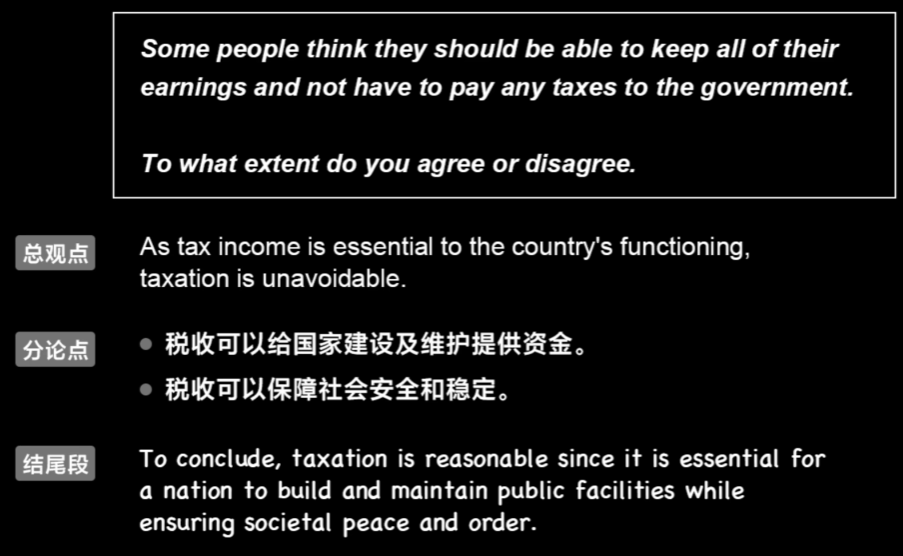 Some people think they should be able to keep all of their
earnings and not have to pay any taxes to the government.
To what extent do you agree or disagree.
总观点
As tax income is essential to the country's functioning,
taxation is unavoidable.
分论点
● 税收可以给国家建设及维护提供资金。
● 税收可以保障社会安全和稳定。
结尾段
To conclude, taxation is reasonable since it is essential for
a nation to build and maintain public facilities while
ensuring societal peace and order.